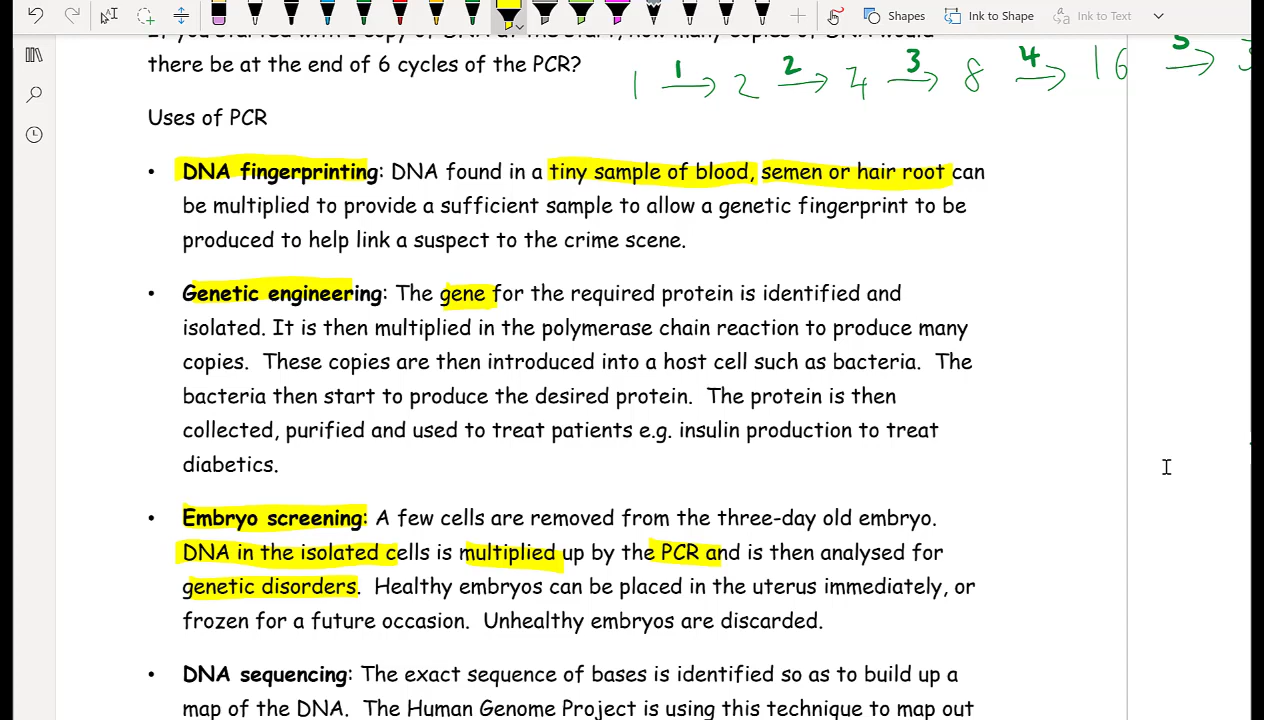 Shapes Ink to Shape Ink to Text
there be at the end of 6 cycles of the PCR?
1 2 3 4 5
1 → 2 → 4 → 8 → 16 →
Uses of PCR
• DNA fingerprinting: DNA found in a tiny sample of blood, semen or hair root can
be multiplied to provide a sufficient sample to allow a genetic fingerprint to be
produced to help link a suspect to the crime scene.
• Genetic engineering: The gene for the required protein is identified and
isolated. It is then multiplied in the polymerase chain reaction to produce many
copies. These copies are then introduced into a host cell such as bacteria. The
bacteria then start to produce the desired protein. The protein is then
collected, purified and used to treat patients e.g. insulin production to treat
diabetics.
• Embryo screening: A few cells are removed from the three-day old embryo.
DNA in the isolated cells is multiplied up by the PCR and is then analysed for
genetic disorders. Healthy embryos can be placed in the uterus immediately, or
frozen for a future occasion. Unhealthy embryos are discarded.
• DNA sequencing: The exact sequence of bases is identified so as to build up a
map of the DNA. The Human Genome Project is using this technique to map out